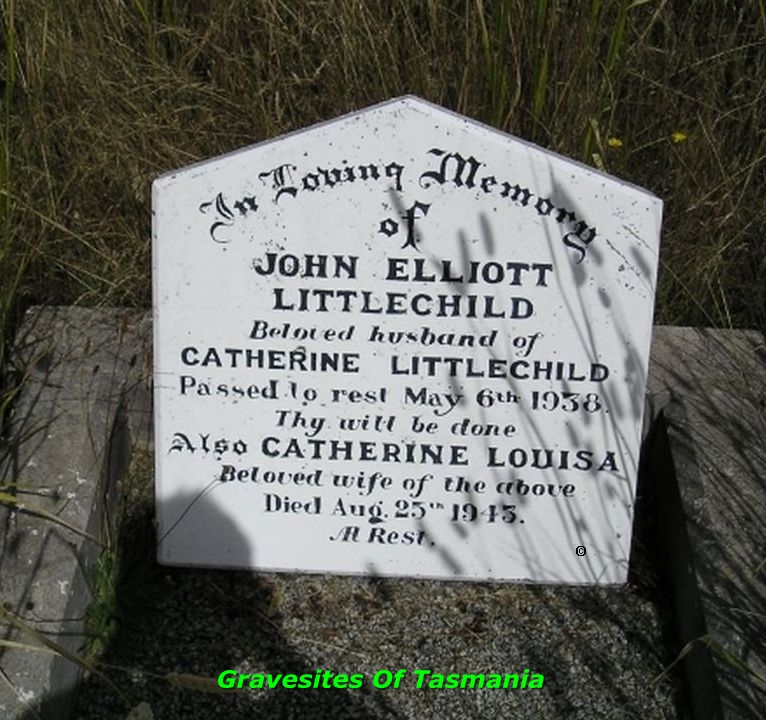 In Loving Memory
of
JOHN ELLIOTT
LITTLECHILD
Beloved husband of
CATHERINE LITTLECHILD
Passed to rest May 6th 1938.
Thy will be done
Also CATHERINE LOUISA
Beloved wife of the above
Died Aug. 25th 1943.
At Rest.
©
Gravesites Of Tasmania